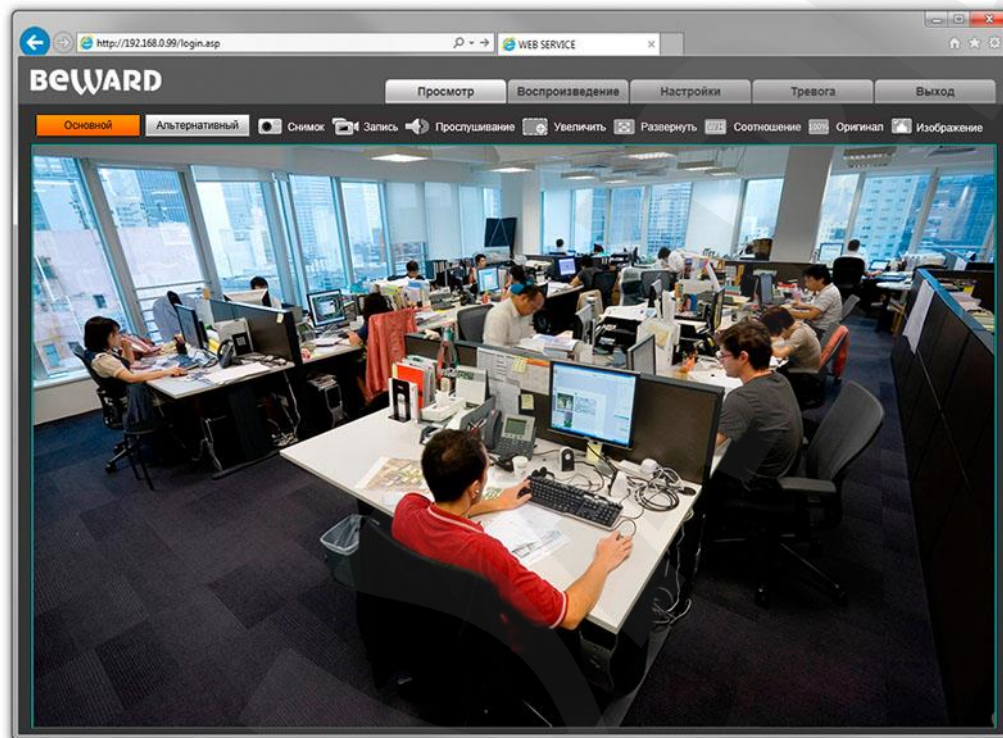 http://192.168.0.99/login.asp
WEB SERVICE
BEWARD
Просмотр
Воспроизведение
Настройки
Тревога
Выход
Основной
Альтернативный
Снимок
Запись
Прослушивание
Увеличить
Развернуть
Соотношение
100%
Оригинал
Изображение